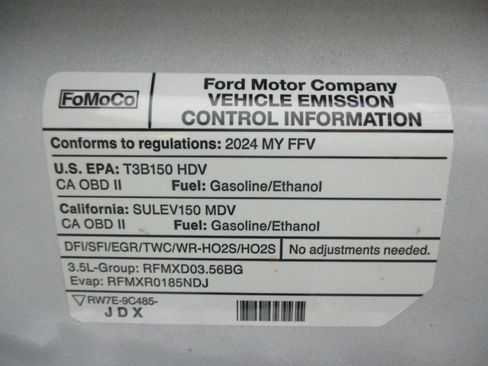 FoMoCo
Ford Motor Company
VEHICLE EMISSION
CONTROL INFORMATION
Conforms to regulations: 2024 MY FFV
U.S. EPA: T3B150 HDV
CA OBD II Fuel: Gasoline/Ethanol
California: SULEV150 MDV
CA OBD II Fuel: Gasoline/Ethanol
DFI/SFI/EGR/TWC/WR-HO2S/HO2S No adjustments needed.
3.5L-Group: RFMXD03.56BG
Evap: RFMXR0185NDJ
RW7E-9C485-
JDX